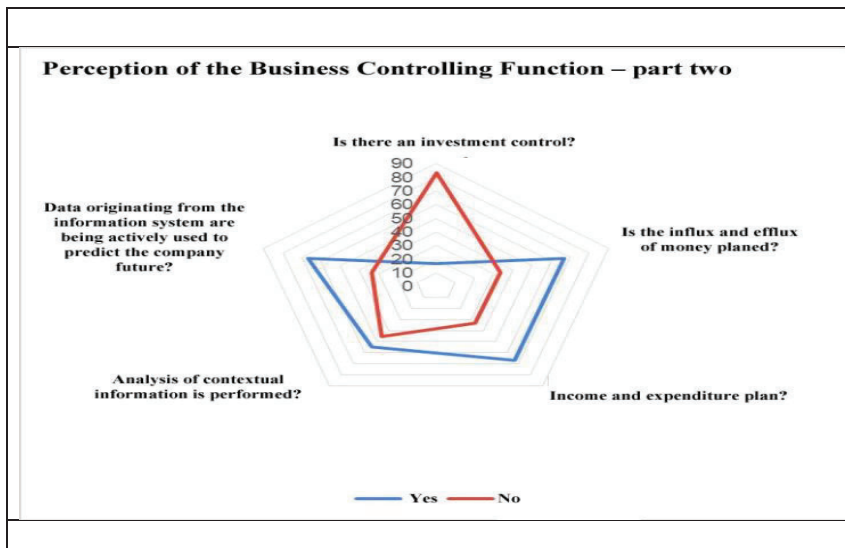 Perception of the Business Controlling Function – part two
Is there an investment control?
90
80
70
60
50
40
30
20
10
0
Data originating from the
information system are
being actively used to
predict the company
future?
Is the influx and efflux
of money planed?
Analysis of contextual
information is performed?
Income and expenditure plan?
Yes
No